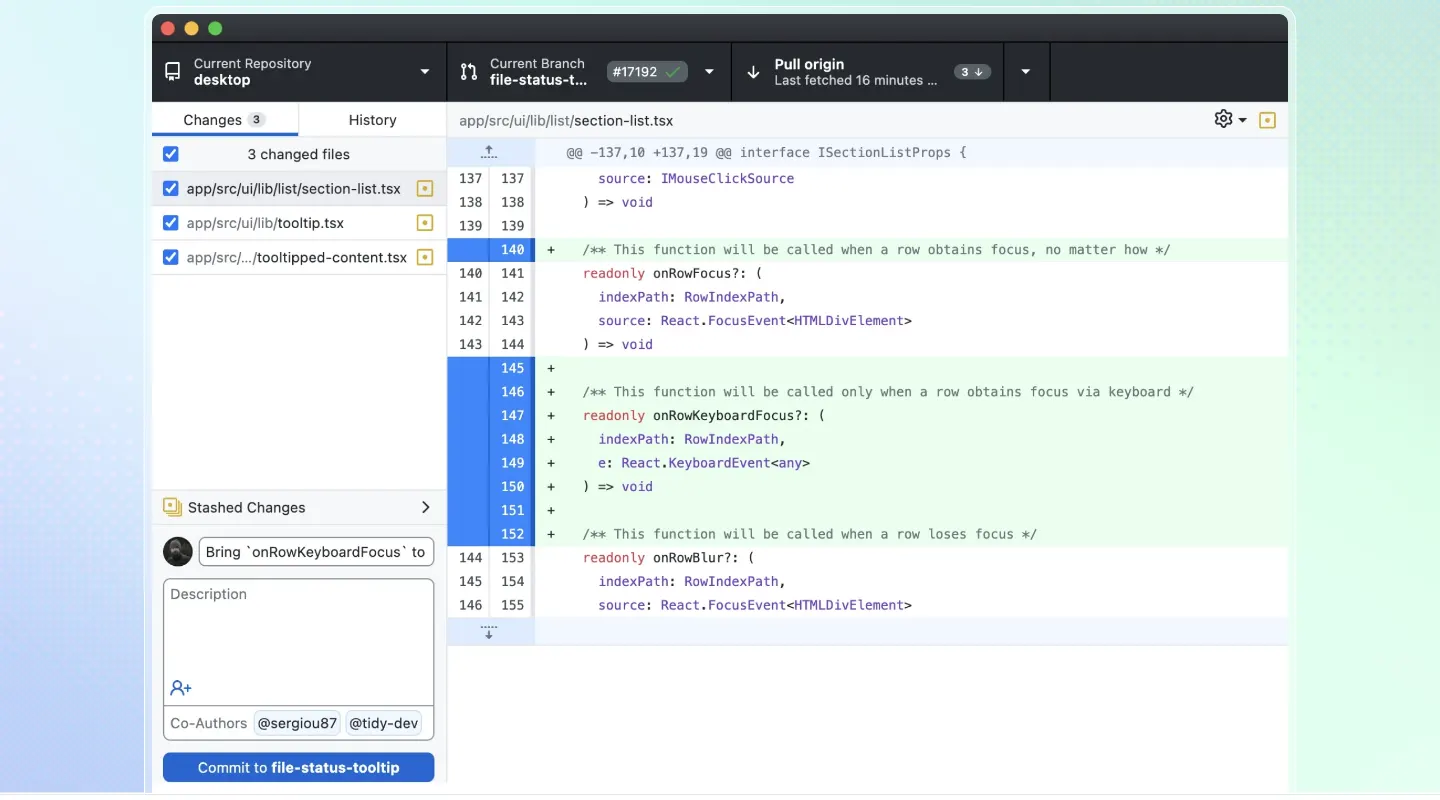 Current Repository
desktop
Current Branch
file-status-t...
#17192
Pull origin
Last fetched 16 minutes ...
3
Changes 3
History
3 changed files
app/src/ui/lib/list/section-list.tsx
app/src/ui/lib/tooltip.tsx
app/src/.../tooltipped-content.tsx
Stashed Changes
Bring `onRowKeyboardFocus` to
Description
Co-Authors @sergiou87 @tidy-dev
Commit to file-status-tooltip
app/src/ui/lib/list/section-list.tsx
@@ -137,10 +137,19 @@ interface ISectionListProps {
137 137 source: IMouseClickSource
138 138 ) => void
139 139
140 + /** This function will be called when a row obtains focus, no matter how */
140 141 readonly onRowFocus?: (
141 142 indexPath: RowIndexPath,
142 143 source: React.FocusEvent<HTMLDivElement>
143 144 ) => void
145 +
146 + /** This function will be called only when a row obtains focus via keyboard */
147 + readonly onRowKeyboardFocus?: (
148 + indexPath: RowIndexPath,
149 + e: React.KeyboardEvent<any>
150 + ) => void
151 +
152 + /** This function will be called when a row loses focus */
144 153 readonly onRowBlur?: (
145 154 indexPath: RowIndexPath,
146 155 source: React.FocusEvent<HTMLDivElement>